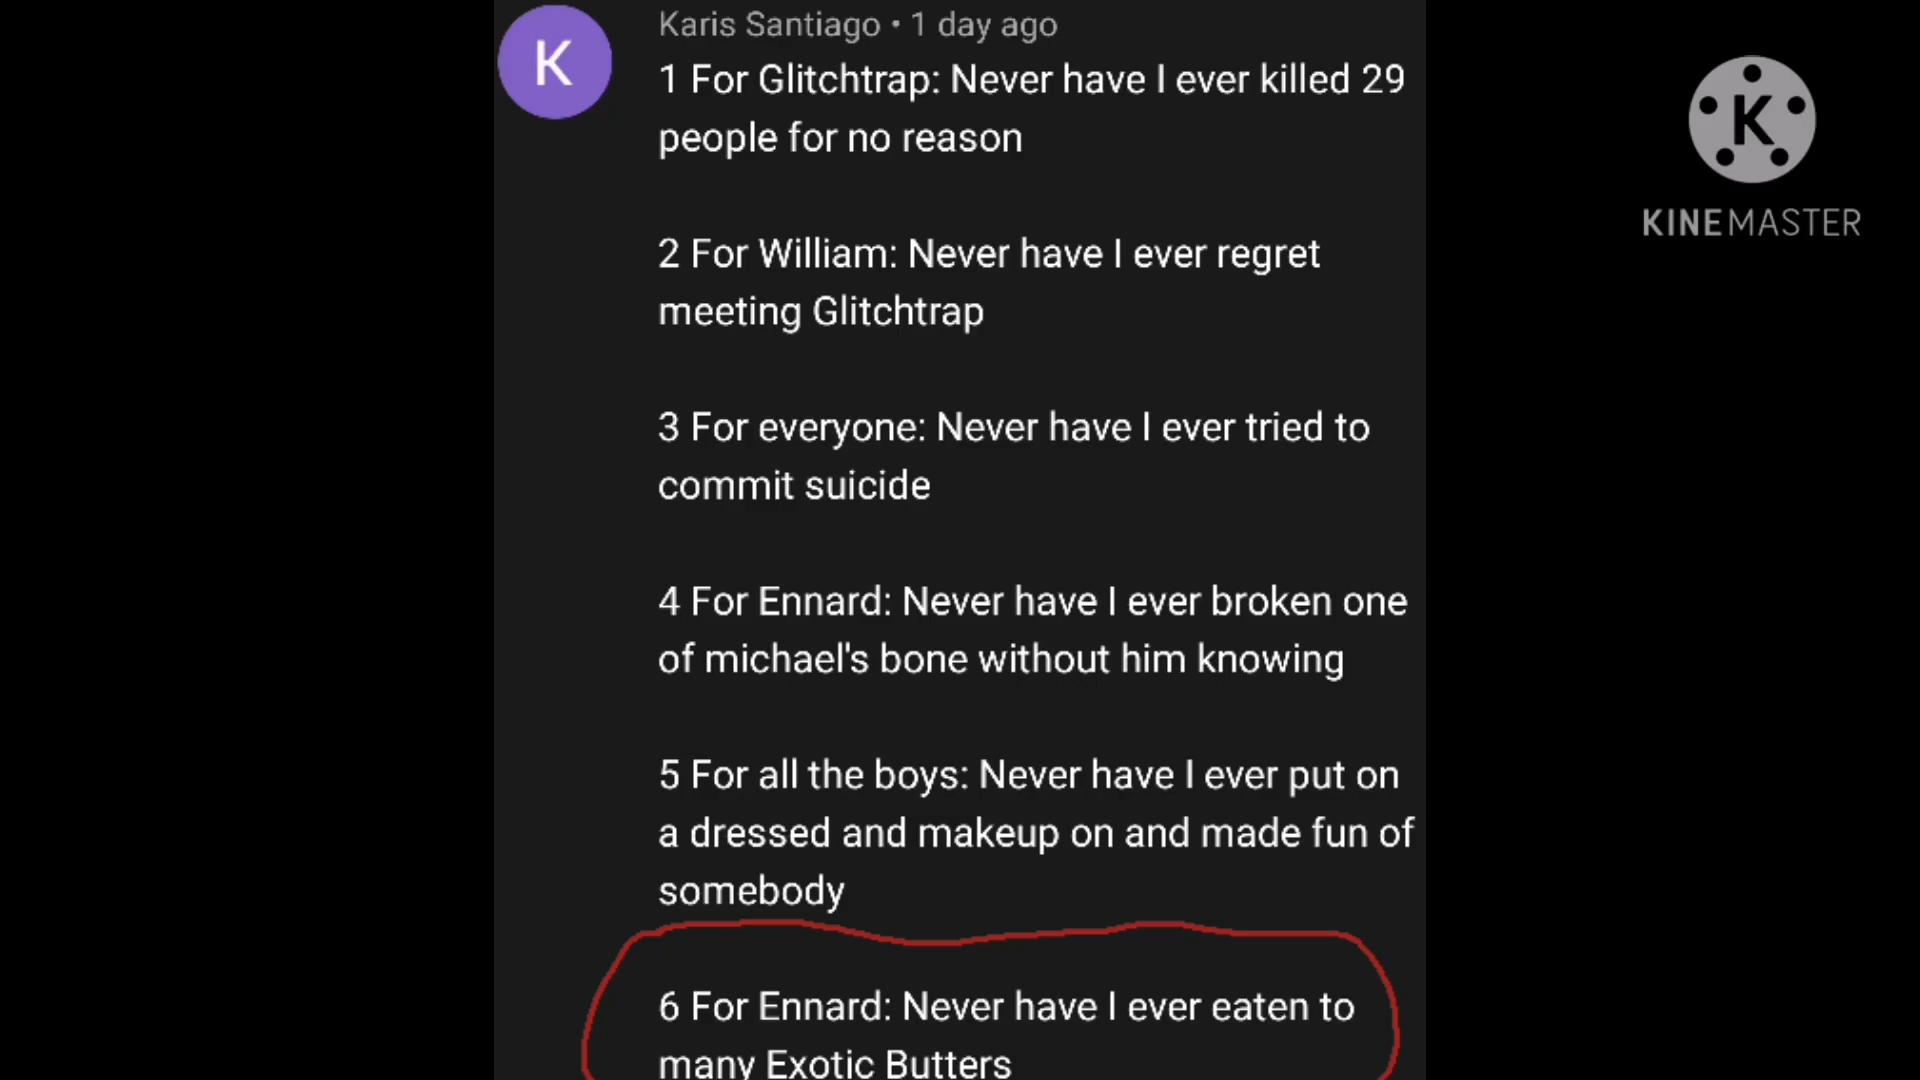 Karis Santiago • 1 day ago
K
1 For Glitchtrap: Never have I ever killed 29
people for no reason
2 For William: Never have I ever regret
meeting Glitchtrap
3 For everyone: Never have I ever tried to
commit suicide
4 For Ennard: Never have I ever broken one
of michael's bone without him knowing
5 For all the boys: Never have I ever put on
a dressed and makeup on and made fun of
somebody
6 For Ennard: Never have I ever eaten to
many Exotic Butters
K
KINEMASTER